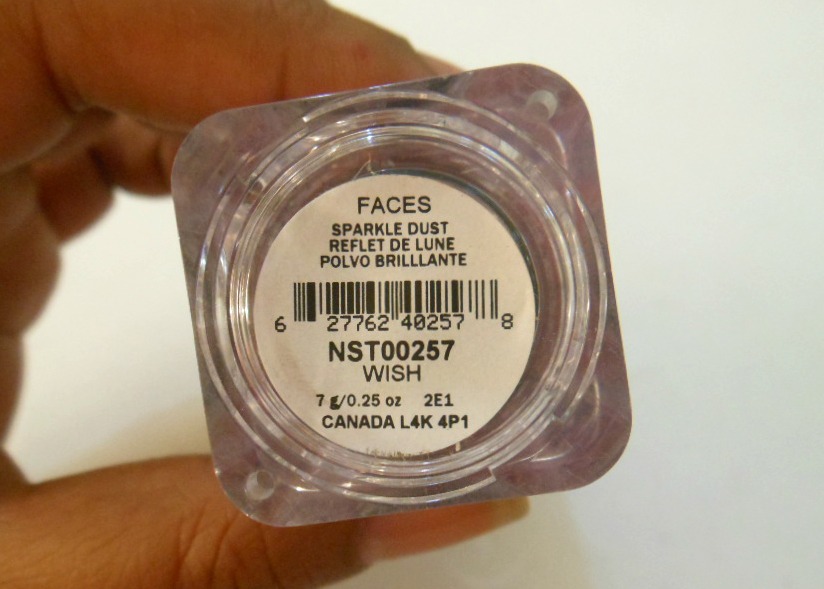 FACES
SPARKLE DUST
REFLET DE LUNE
POLVO BRILLLANTE
6 27762 40257 8
NST00257
WISH
7 g/0.25 oz 2E1
CANADA L4K 4P1